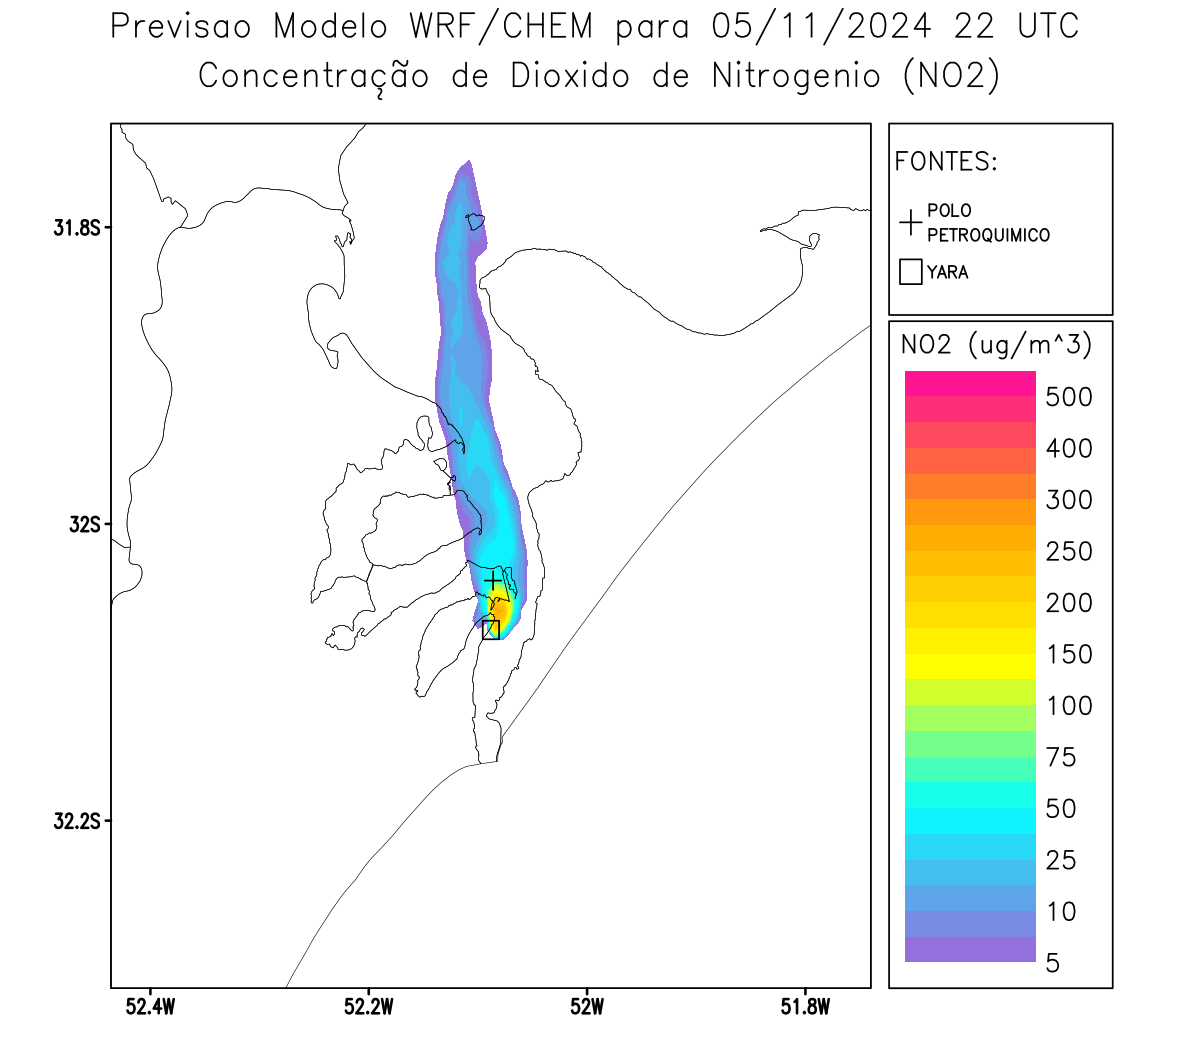 Previsao Modelo WRF/CHEM para 05/11/2024 22 UTC
Concentração de Dioxido de Nitrogenio (NO2)
FONTES:
POLO
PETROQUIMICO
YARA
NO2 (ug/m^3)
500
400
300
250
200
150
100
75
50
25
10
5
31.8S
32S
32.2S
52.4W
52.2W
52W
51.8W